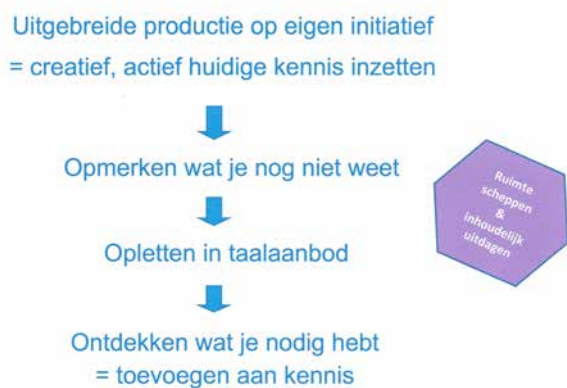 Uitgebreide productie op eigen initiatief
= creatief, actief huidige kennis inzetten
Opmerken wat je nog niet weet
Opletten in taalaanbod
Ontdekken wat je nodig hebt
= toevoegen aan kennis
Ruimte
scheppen
&
inhoudelijk
uitdagen